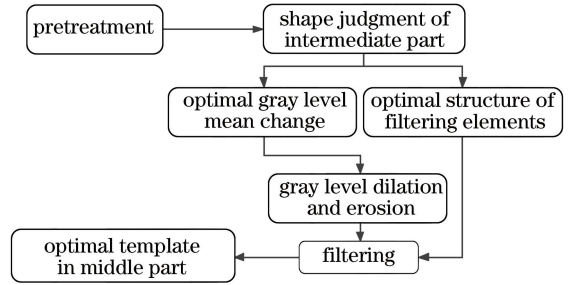 pretreatment
shape judgment of
intermediate part
optimal gray level
mean change
optimal structure of
filtering elements
gray level dilation
and erosion
optimal template
in middle part
filtering